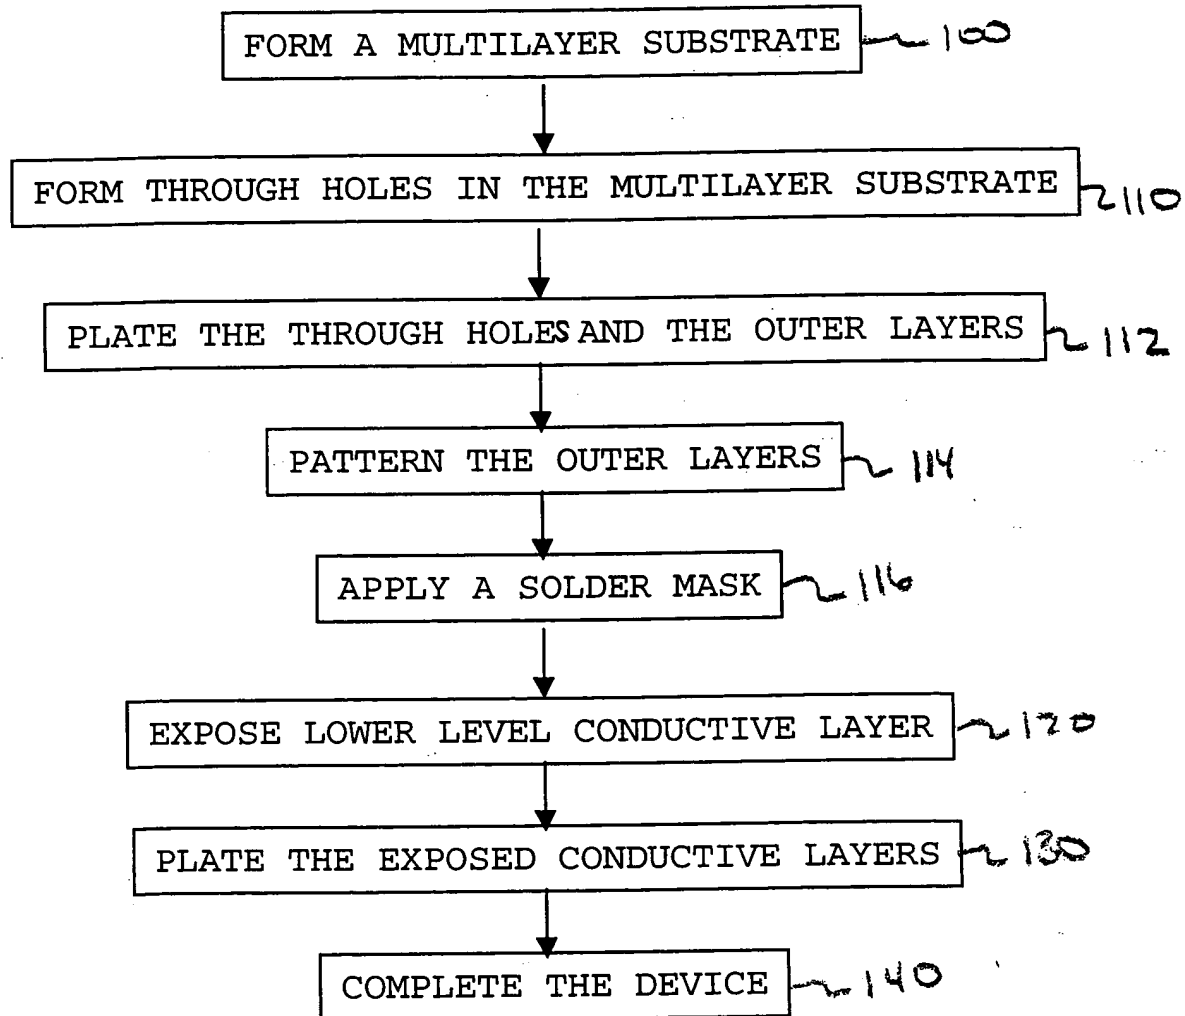 FORM A MULTILAYER SUBSTRATE 100
FORM THROUGH HOLES IN THE MULTILAYER SUBSTRATE 110
PLATE THE THROUGH HOLES AND THE OUTER LAYERS 112
PATTERN THE OUTER LAYERS 114
APPLY A SOLDER MASK 116
EXPOSE LOWER LEVEL CONDUCTIVE LAYER 120
PLATE THE EXPOSED CONDUCTIVE LAYERS 130
COMPLETE THE DEVICE 140